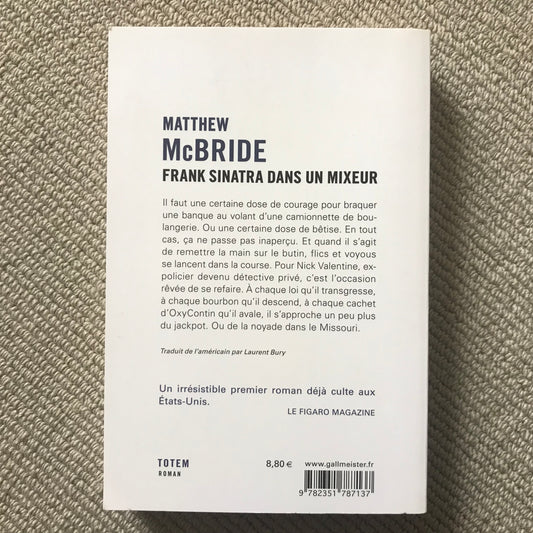 MATTHEW
McBRIDE
FRANK SINATRA DANS UN MIXEUR
Il faut une certaine dose de courage pour braquer
une banque au volant d'une camionnette de bou-
langerie. Ou une certaine dose de bêtise. En tout
cas, ça ne passe pas inaperçu. Et quand il s'agit
de remettre la main sur le butin, flics et voyous
se lancent dans la course. Pour Nick Valentine, ex-
policier devenu détective privé, c'est l'occasion
rêvée de se refaire. À chaque loi qu'il transgresse,
à chaque bourbon qu'il descend, à chaque cachet
d'OxyContin qu'il avale, il s'approche un peu plus
du jackpot. Ou de la noyade dans le Missouri.
Traduit de l'américain par Laurent Bury
Un irrésistible premier roman déjà culte aux
États-Unis.
LE FIGARO MAGAZINE
TOTEM
ROMAN
8,80 €
www.gallmeister.fr
9 782351 787137